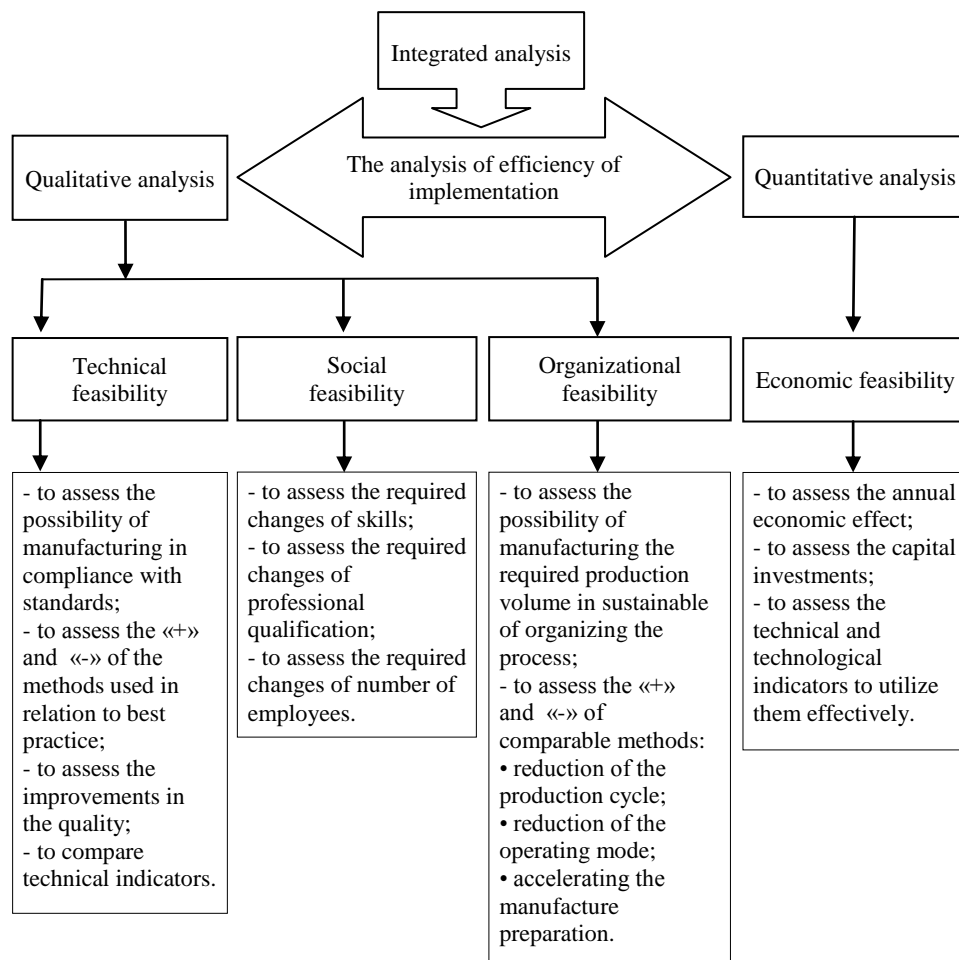 Integrated analysis
The analysis of efficiency of
implementation
Qualitative analysis
Quantitative analysis
Technical
feasibility
Social
feasibility
Organizational
feasibility
Economic feasibility
- to assess the
possibility of
manufacturing in
compliance with
standards;
- to assess the «+»
and «-» of the
methods used in
relation to best
practice;
- to assess the
improvements in
the quality;
- to compare
technical indicators.
- to assess the required
changes of skills;
- to assess the required
changes of
professional
qualification;
- to assess the required
changes of number of
employees.
- to assess the
possibility of
manufacturing the
required production
volume in sustainable
of organizing the
process;
- to assess the «+»
and «-» of
comparable methods:
• reduction of the
production cycle;
• reduction of the
operating mode;
• accelerating the
manufacture
preparation.
- to assess the annual
economic effect;
- to assess the capital
investments;
- to assess the
technical and
technological
indicators to utilize
them effectively.